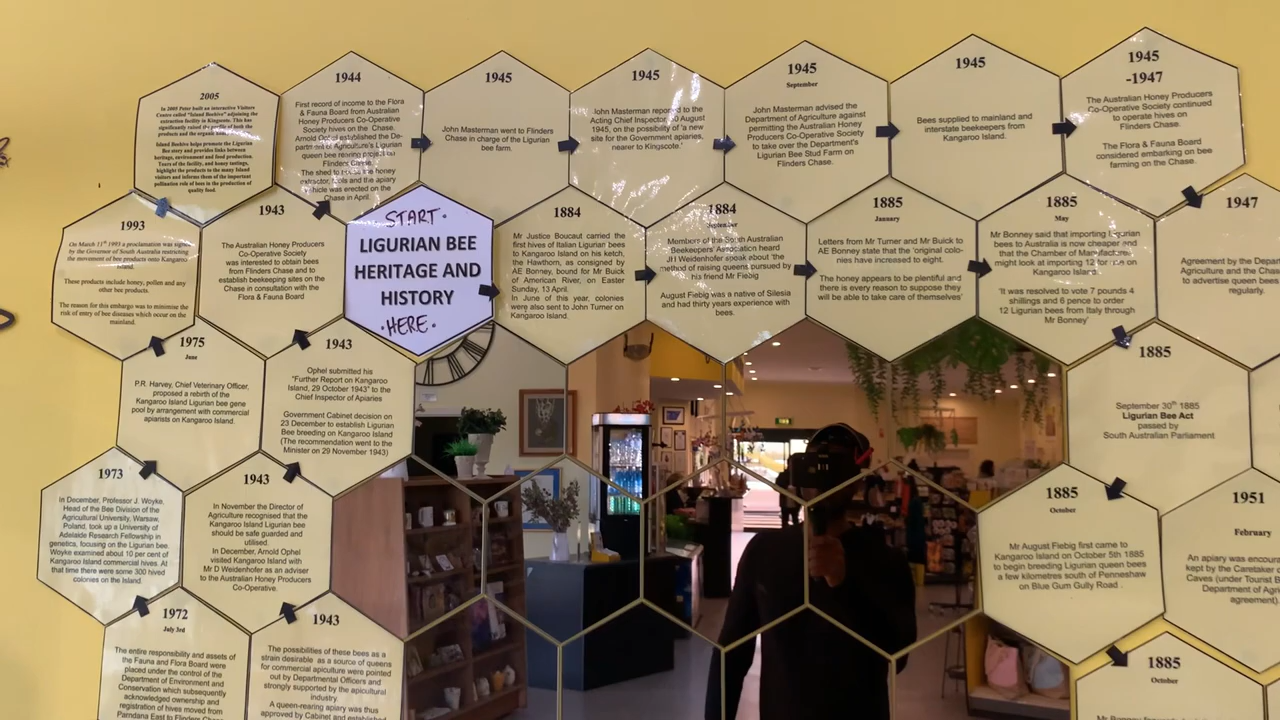 2005
In 2005 Peter built an interactive Visitors
Centre called "Island Beehive" adjoining the
extraction facility in Kingscote. This has
significantly raised the profile of both the
products and the organic
Island Beehive helps promote the Ligurian
Bee story and provides links between
heritage, environment and food production.
Tours of the facility, and honey tastings,
highlight the products to the many Island
visitors and informs them of the important
pollination role of bees in the production of
quality food.
1944
First record of income to the Flora
& Fauna Board from Australian
Honey Producers Co-Operative
Society hives on the Chase.
Arnold Ophel established the De-
partment of Agriculture's Ligurian
queen bee rearing project on
Flinders Chase.
The shed to house the honey
extractor, tools and the apiary
vehicle was erected on the
Chase in April.
1945
John Masterman went to Flinders
Chase in charge of the Ligurian
bee farm.
1945
John Masterman reported to the
Acting Chief Inspector, 30 August
1945, on the possibility of 'a new
site for the Government apiaries
nearer to Kingscote.'
1945
September
John Masterman advised the
Department of Agriculture against
permitting the Australian Honey
Producers Co-Operative Society
to take over the Department's
Ligurian Bee Stud Farm on
Flinders Chase.
1945
Bees supplied to mainland and
interstate beekeepers from
Kangaroo Island.
1945
-1947
The Australian Honey Producers
Co-Operative Society continued
to operate hives on
Flinders Chase.
The Flora & Fauna Board
considered embarking on bee
farming on the Chase.
1993
On March 11th 1993 a proclamation was signed
by the Governor of South Australia restricting
the movement of bee products onto Kangaroo
Island.
These products include honey, pollen and any
other bee products.
The reason for this embargo was to minimise the
risk of entry of bee diseases which occur on the
mainland.
1943
The Australian Honey Producers
Co-Operative Society
was interested to obtain bees
from Flinders Chase and to
establish beekeeping sites on the
Chase in consultation with the
Flora & Fauna Board
START
LIGURIAN BEE
HERITAGE AND
HISTORY
HERE
1884
Mr Justice Boucaut carried the
first hives of Italian Ligurian bees
to Kangaroo Island on his ketch,
the Hawthorn, as consigned by
AE Bonney, bound for Mr Buick
of American River, on Easter
Sunday, 13 April.
In June of this year, colonies
were also sent to John Turner on
Kangaroo Island.
1884
September
Members of the South Australian
Beekeepers' Association heard
JH Weidenhofer speak about 'the
method of raising queens pursued by
his friend Mr Fiebig
August Fiebig was a native of Silesia
and had thirty years experience with
bees.
1885
January
Letters from Mr Turner and Mr Buick to
AE Bonney state that the 'original colo-
nies have increased to eight.
The honey appears to be plentiful and
there is every reason to suppose they
will be able to take care of themselves'
1885
May
Mr Bonney said that importing Ligurian
bees to Australia is now cheaper and
that the Chamber of Manufacturers
might look at importing 12 for use on
Kangaroo Island.
'It was resolved to vote 7 pounds 4
shillings and 6 pence to order
12 Ligurian bees from Italy through
Mr Bonney'
1947
Agreement by the
Agriculture and the
to advertise queen bees
regularly.
1975
June
P.R. Harvey, Chief Veterinary Officer,
proposed a rebirth of the
Kangaroo Island Ligurian bee gene
pool by arrangement with commercial
apiarists on Kangaroo Island.
1943
Ophel submitted his
"Further Report on Kangaroo
Island, 29 October 1943" to the
Chief Inspector of Apiaries
Government Cabinet decision on
23 December to establish Ligurian
Bee breeding on Kangaroo Island
(The recommendation went to the
Minister on 29 November 1943)
1885
September 30th 1885
Ligurian Bee Act
passed by
South Australian Parliament
1973
In December, Professor J. Woyke,
Head of the Bee Division of the
Agricultural University, Warsaw,
Poland, took up a University of
Adelaide Research Fellowship in
genetics, focusing on the Ligurian bee.
Woyke examined about 10 per cent of
Kangaroo Island commercial hives. At
that time there were some 300 hived
colonies on the Island.
1943
In November the Director of
Agriculture recognised that the
Kangaroo Island Ligurian bee
should be safe guarded and
utilised.
In December, Arnold Ophel
visited Kangaroo Island with
Mr D Weidenhofer as an adviser
to the Australian Honey Producers
Co-Operative.
1885
October
Mr August Fiebig first came to
Kangaroo Island on October 5th 1885
to begin breeding Ligurian queen bees
a few kilometres south of Penneshaw
on Blue Gum Gully Road .
1951
February
An apiary was
kept by the Caretaker
Caves (under Tourist
Department of
agreement).
1972
July 3rd
The entire responsibility and assets of
the Fauna and Flora Board were
placed under the control of the
Department of Environment and
Conservation which subsequently
acknowledged ownership and
registration of hives moved from
Parndana East to Flinders Chase
1943
The possibilities of these bees as a
strain desirable as a source of queens
for commercial apiculture were pointed
out by Departmental Officers and
strongly supported by the apicultural
industry.
A queen-rearing apiary was thus
approved by Cabinet and established
1885
October
Mr Bonney